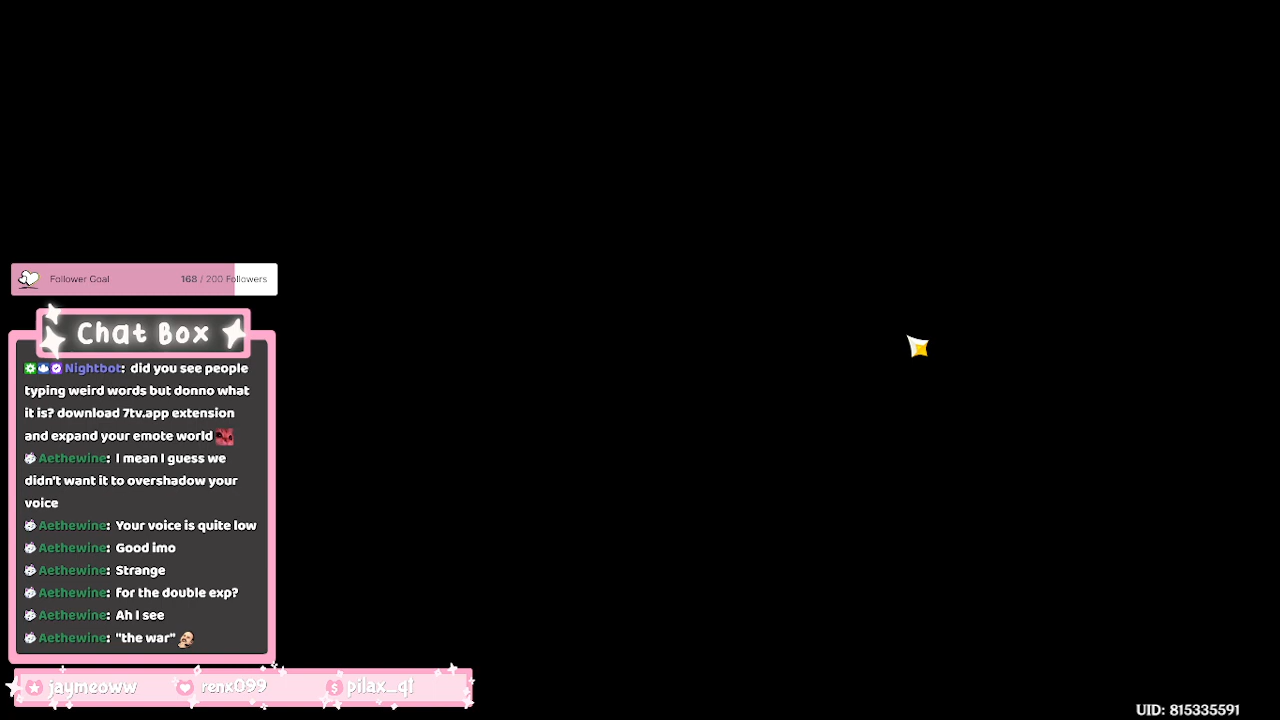 Follower Goal 168 / 200 Followers
Chat Box
Nightbot: did you see people
typing weird words but donno what
it is? download 7tv.app extension
and expand your emote world
Aethewine: I mean I guess we
didn't want it to overshadow your
voice
Aethewine: Your voice is quite low
Aethewine: Good imo
Aethewine: Strange
Aethewine: for the double exp?
Aethewine: Ah I see
Aethewine: "the war"
jaymeoww renx099 pilax_qt
UID: 815335591